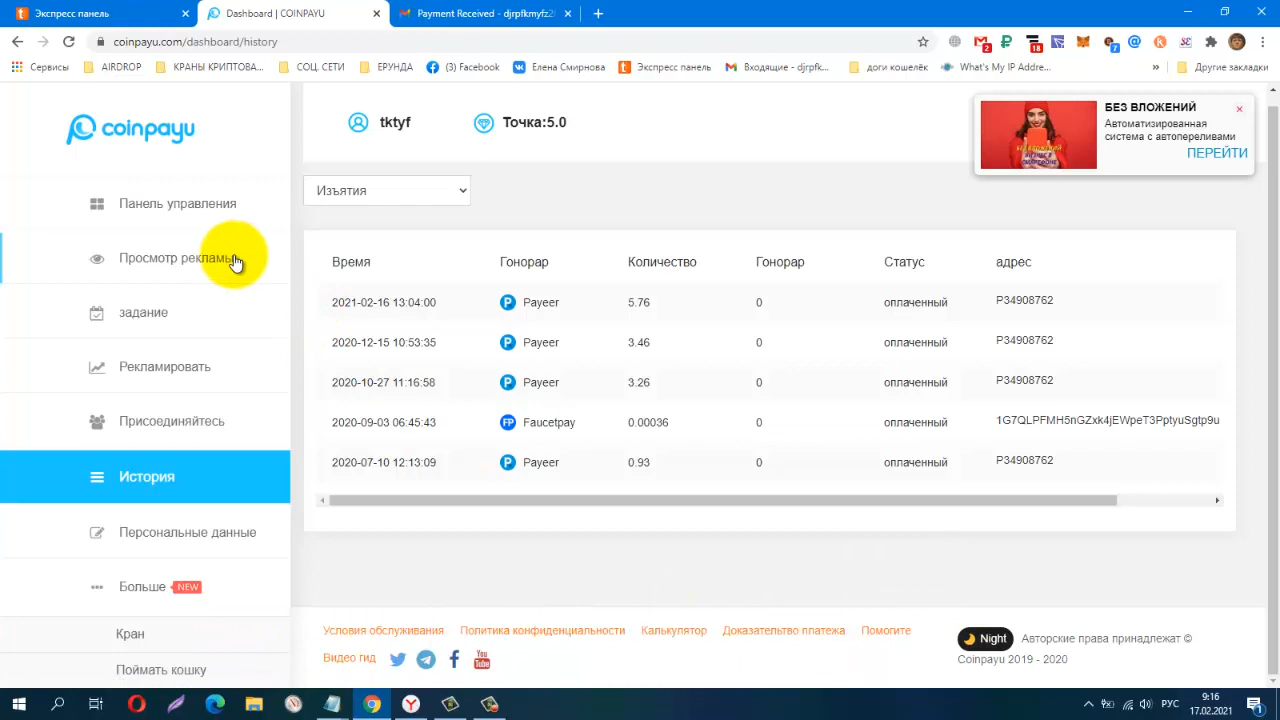 Экспресс панель
Dashboard | COINPAYU
Payment Received - djrpfkmyfz2
coinpayu.com/dashboard/history
Сервисы
AIRDROP
КРАНЫ КРИПТОВА...
СОЦ. СЕТИ
ЕРУНДА
(3) Facebook
Елена Смирнова
Экспресс панель
Входящие - djrpfk...
доги кошелёк
What's My IP Addre...
»
Другие закладки
coinpayu
tktyf
Точка:5.0
БЕЗ ВЛОЖЕНИЙ
Автоматизированная
система с автопереливами
ПЕРЕЙТИ
Панель управления
Просмотр рекламы
задание
Рекламировать
Присоединяйтесь
История
Персональные данные
Больше NEW
Кран
Поймать кошку
Изъятия
Время Гонорар Количество Гонорар Статус адрес
2021-02-16 13:04:00 Payeer 5.76 0 оплаченный P34908762
2020-12-15 10:53:35 Payeer 3.46 0 оплаченный P34908762
2020-10-27 11:16:58 Payeer 3.26 0 оплаченный P34908762
2020-09-03 06:45:43 Faucetpay 0.00036 0 оплаченный 1G7QLPFMH5nGZxk4jEWpeT3PptyuSgtp9u
2020-07-10 12:13:09 Payeer 0.93 0 оплаченный P34908762
Условия обслуживания Политика конфиденциальности Калькулятор Доказательство платежа Помогите
Видео гид
Night
Авторские права принадлежат ©
Coinpayu 2019 - 2020
РУС
9:16
17.02.2021